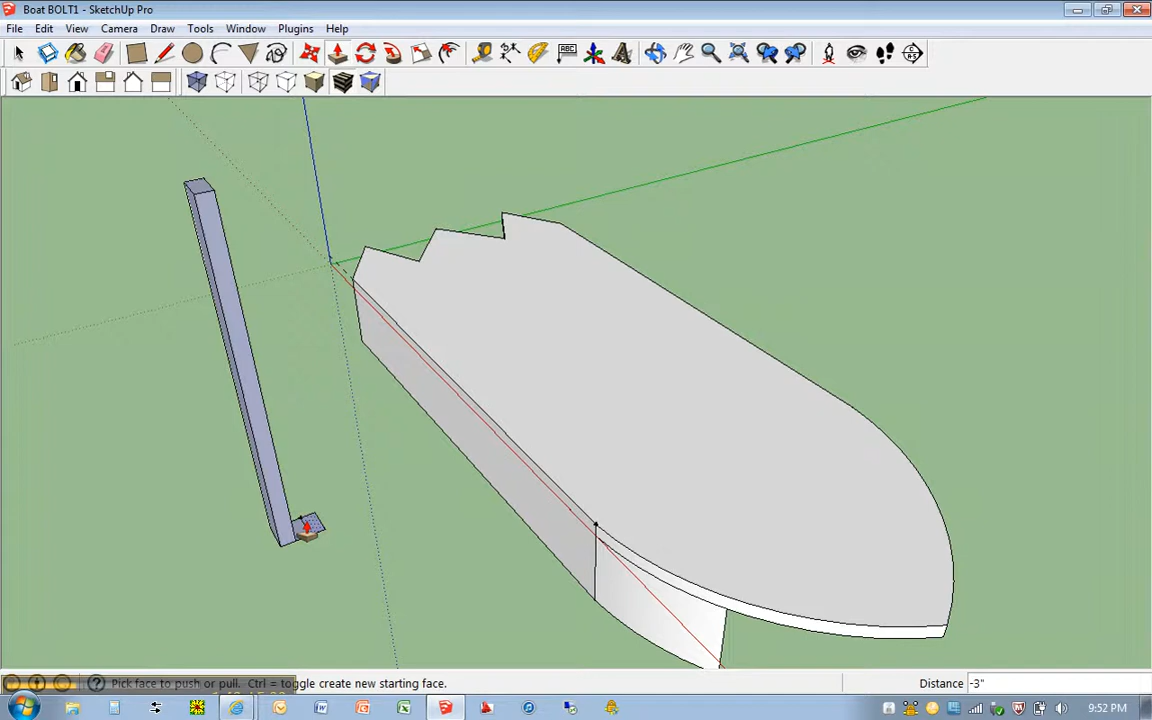 Boat BOLT1 - SketchUp Pro
File Edit View Camera Draw Tools Window Plugins Help
ABC
Pick face to push or pull. Ctrl = toggle create new starting face.
Distance -3"
9:52 PM